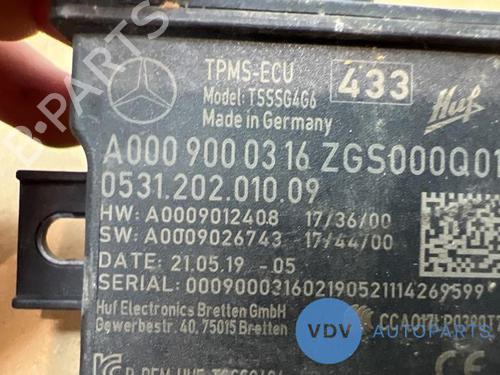 TPMS-ECU 433
Model: TSSSG4G6 Huf
Made in Germany
A000 900 03 16 ZGS000Q01
0531.202.010.09
HW: A0009012408 17/36/00
SW: A0009026743 17/44/00
DATE: 21.05.19 -05
SERIAL: 00090003160219052111426959­9
Huf Electronics Bretten GmbH
Gewerbestr. 40, 75015 Bretten
VDV
AUTOPARTS
B-Parts